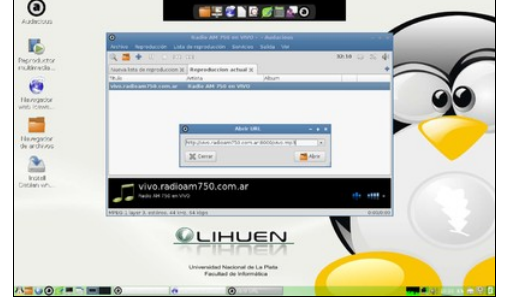 Audacious
Radio AM 750 en VIVO
Archivo Reproducción Lista de reproducción Servicios Salida Ver
Reproductor
multimedia...
Nueva lista de reproducción Reproduccion actual
Título Artista Album
vivo.radioam750.com.ar Radio AM 750 en VIVO
Navegador
web Icewe...
Abrir URL
Navegador
de archivos
Cerrar Abrir
Install
Debian wh...
vivo.radioam750.com.ar
Radio AM 750 en VIVO
LIHUEN
Universidad Nacional de La Plata
Facultad de Informática